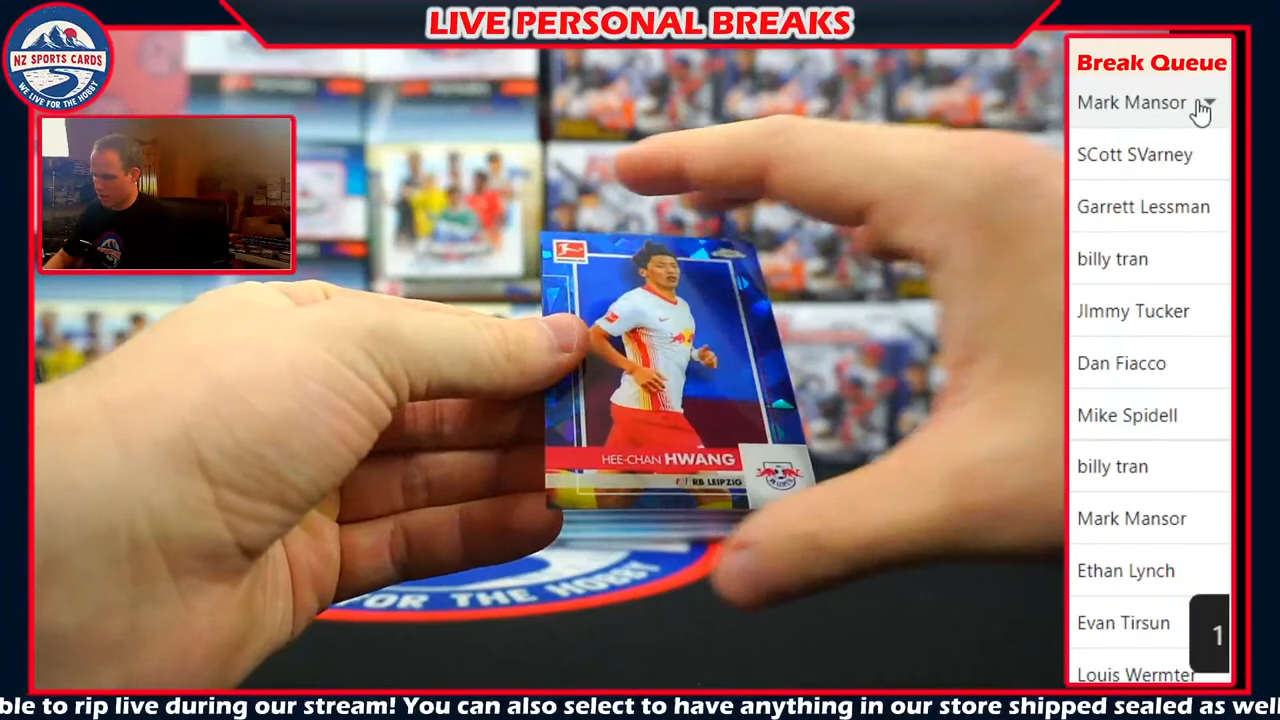 LIVE PERSONAL BREAKS
NZ SPORTS CARDS
WE LIVE FOR THE HOBBY
Break Queue
Mark Mansor
SCott SVarney
Garrett Lessman
billy tran
JImmy Tucker
Dan Fiacco
Mike Spidell
billy tran
Mark Mansor
Ethan Lynch
Evan Tirsun
Louis Wermter
1
HEE-CHAN HWANG
RB LEIPZIG
FOR THE HOBBY
ble to rip live during our stream! You can also select to have anything in our store shipped sealed as well